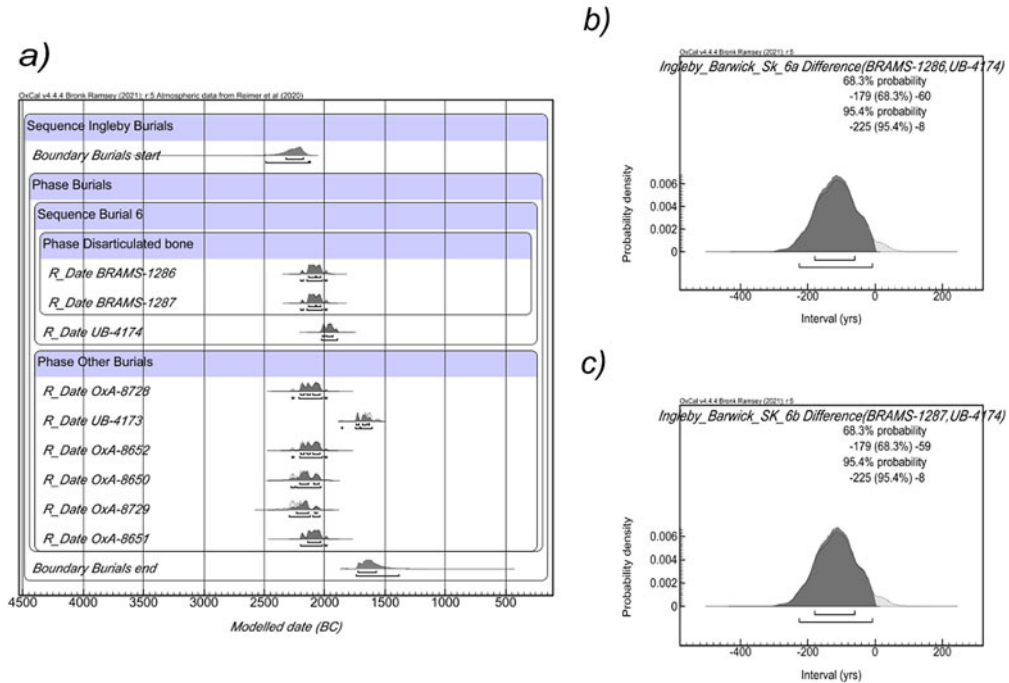 a)
OxCal v4.4.4 Bronk Ramsey (2021); r:5 Atmospheric data from Reimer et al (2020)
Sequence Ingleby Burials
Boundary Burials start
Phase Burials
Sequence Burial 6
Phase Disarticulated bone
R_Date BRAMS-1286
R_Date BRAMS-1287
R_Date UB-4174
Phase Other Burials
R_Date OxA-8728
R_Date UB-4173
R_Date OxA-8652
R_Date OxA-8650
R_Date OxA-8729
R_Date OxA-8651
Boundary Burials end
4500 4000 3500 3000 2500 2000 1500 1000 500
Modelled date (BC)
b)
OxCal v4.4.4 Bronk Ramsey (2021); r:5
Ingleby_Barwick_Sk_6a Difference(BRAMS-1286,UB-4174)
68.3% probability
-179 (68.3%) -60
95.4% probability
-225 (95.4%) -8
Probability density
0.006
0.004
0.002
0
-400 -200 0 200
Interval (yrs)
c)
OxCal v4.4.4 Bronk Ramsey (2021); r:5
Ingleby_Barwick_SK_6b Difference(BRAMS-1287,UB-4174)
68.3% probability
-179 (68.3%) -59
95.4% probability
-225 (95.4%) -8
Probability density
0.006
0.004
0.002
0
-400 -200 0 200
Interval (yrs)